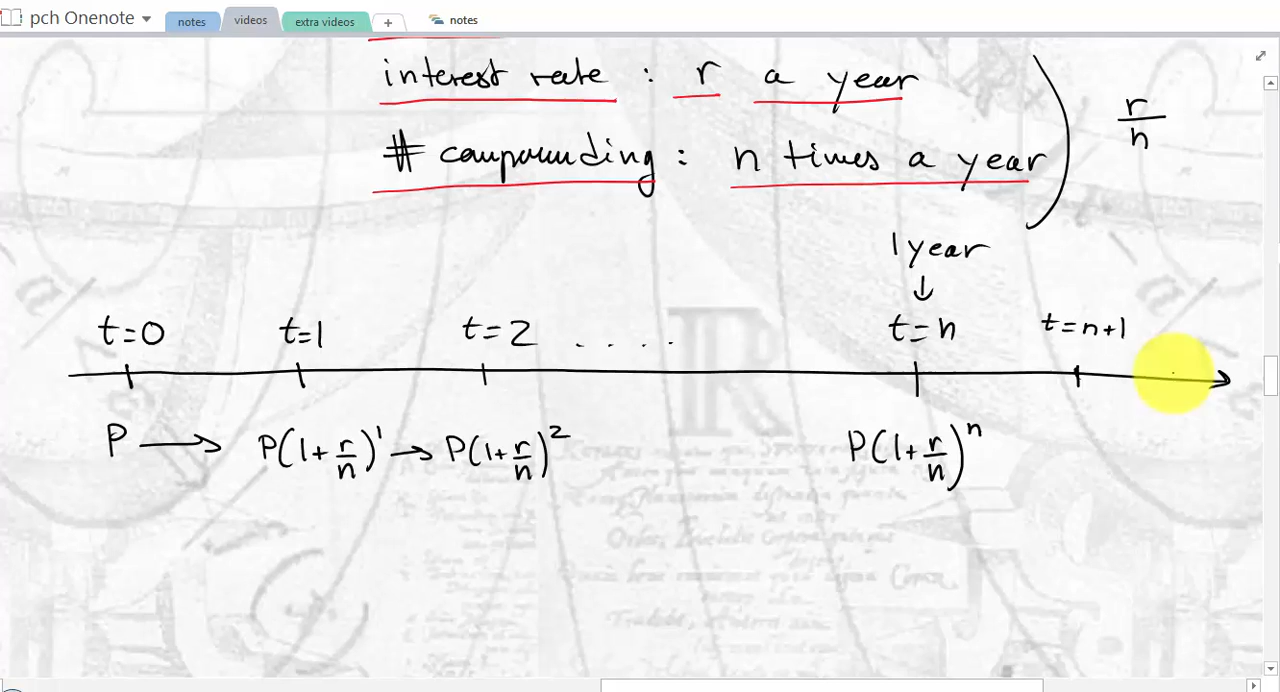 pch Onenote notes videos extra videos + notes
interest rate : r a year
# compounding : n times a year
r/n
1 year
↓
t=0 t=1 t=2 . . . . t=n t=n+1
P → P(1+r/n)^1 → P(1+r/n)^2 P(1+r/n)^n